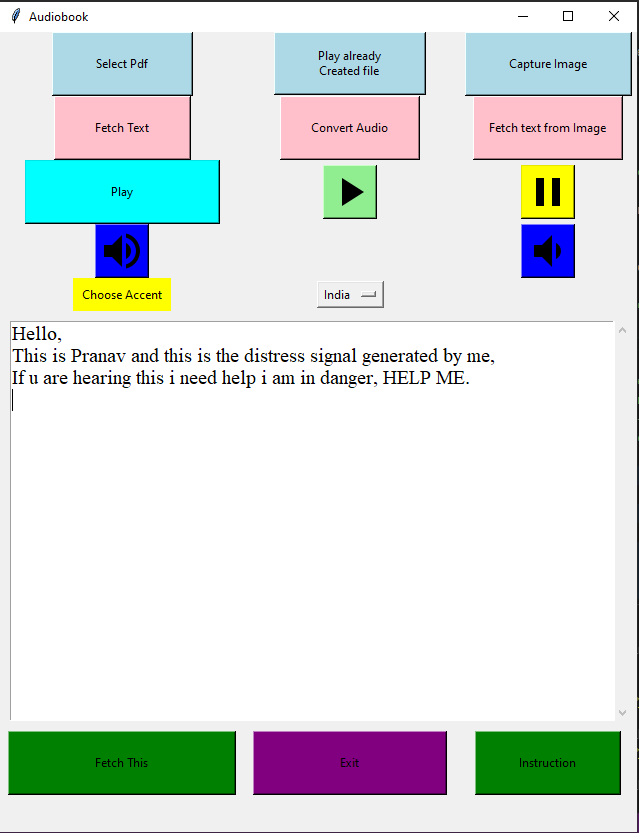 Audiobook
Select Pdf
Play already
Created file
Capture Image
Fetch Text
Convert Audio
Fetch text from Image
Play
Choose Accent
India
Hello,
This is Pranav and this is the distress signal generated by me,
If u are hearing this i need help i am in danger, HELP ME.
Fetch This
Exit
Instruction